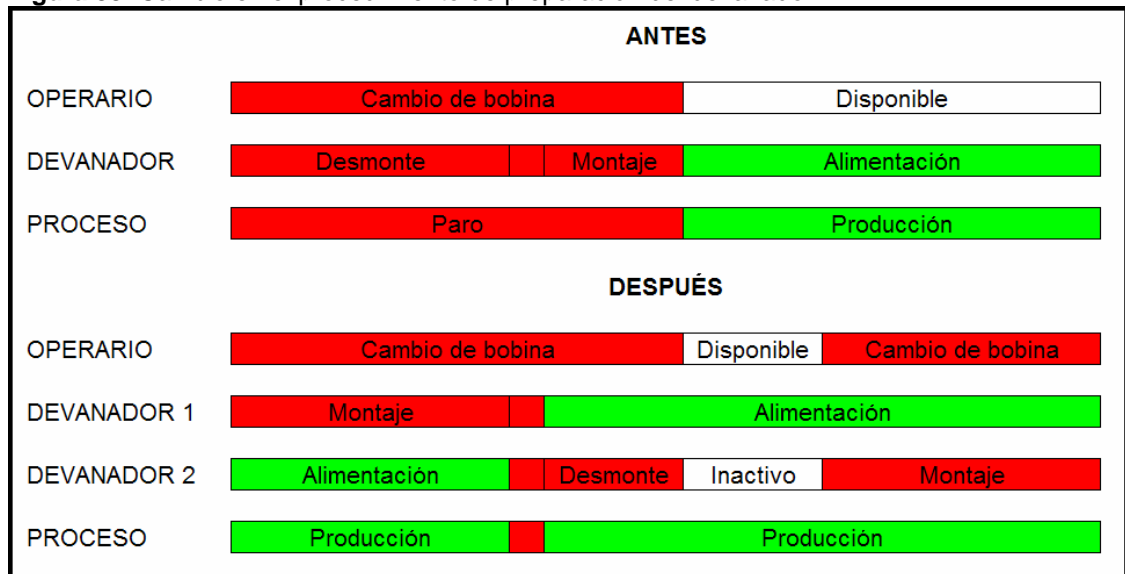 ANTES
OPERARIO Cambio de bobina Disponible
DEVANADOR Desmonte Montaje Alimentación
PROCESO Paro Producción
DESPUÉS
OPERARIO Cambio de bobina Disponible Cambio de bobina
DEVANADOR 1 Montaje Alimentación
DEVANADOR 2 Alimentación Desmonte Inactivo Montaje
PROCESO Producción Producción